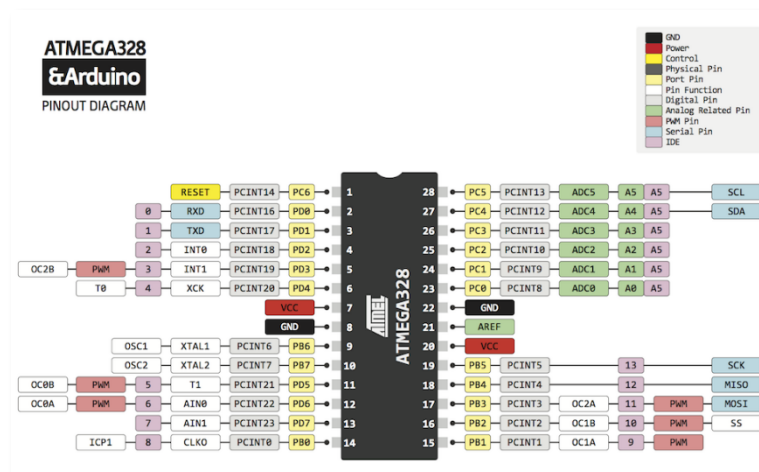 ATMEGA328
&Arduino
PINOUT DIAGRAM
GND
Power
Control
Physical Pin
Port Pin
Pin Function
Digital Pin
Analog Related Pin
PWM Pin
Serial Pin
IDE
RESET PCINT14 PC6 1
0 RXD PCINT16 PD0 2
1 TXD PCINT17 PD1 3
2 INT0 PCINT18 PD2 4
OC2B PWM 3 INT1 PCINT19 PD3 5
T0 4 XCK PCINT20 PD4 6
VCC 7
GND 8
OSC1 XTAL1 PCINT6 PB6 9
OSC2 XTAL2 PCINT7 PB7 10
OC0B PWM 5 T1 PCINT21 PD5 11
OC0A PWM 6 AIN0 PCINT22 PD6 12
7 AIN1 PCINT23 PD7 13
ICP1 8 CLKO PCINT0 PB0 14
ATMEL
ATMEGA328
28 PC5 PCINT13 ADC5 A5 A5 SCL
27 PC4 PCINT12 ADC4 A4 A5 SDA
26 PC3 PCINT11 ADC3 A3 A5
25 PC2 PCINT10 ADC2 A2 A5
24 PC1 PCINT9 ADC1 A1 A5
23 PC0 PCINT8 ADC0 A0 A5
22 GND
21 AREF
20 VCC
19 PB5 PCINT5 13 SCK
18 PB4 PCINT4 12 MISO
17 PB3 PCINT3 OC2A 11 PWM MOSI
16 PB2 PCINT2 OC1B 10 PWM SS
15 PB1 PCINT1 OC1A 9 PWM